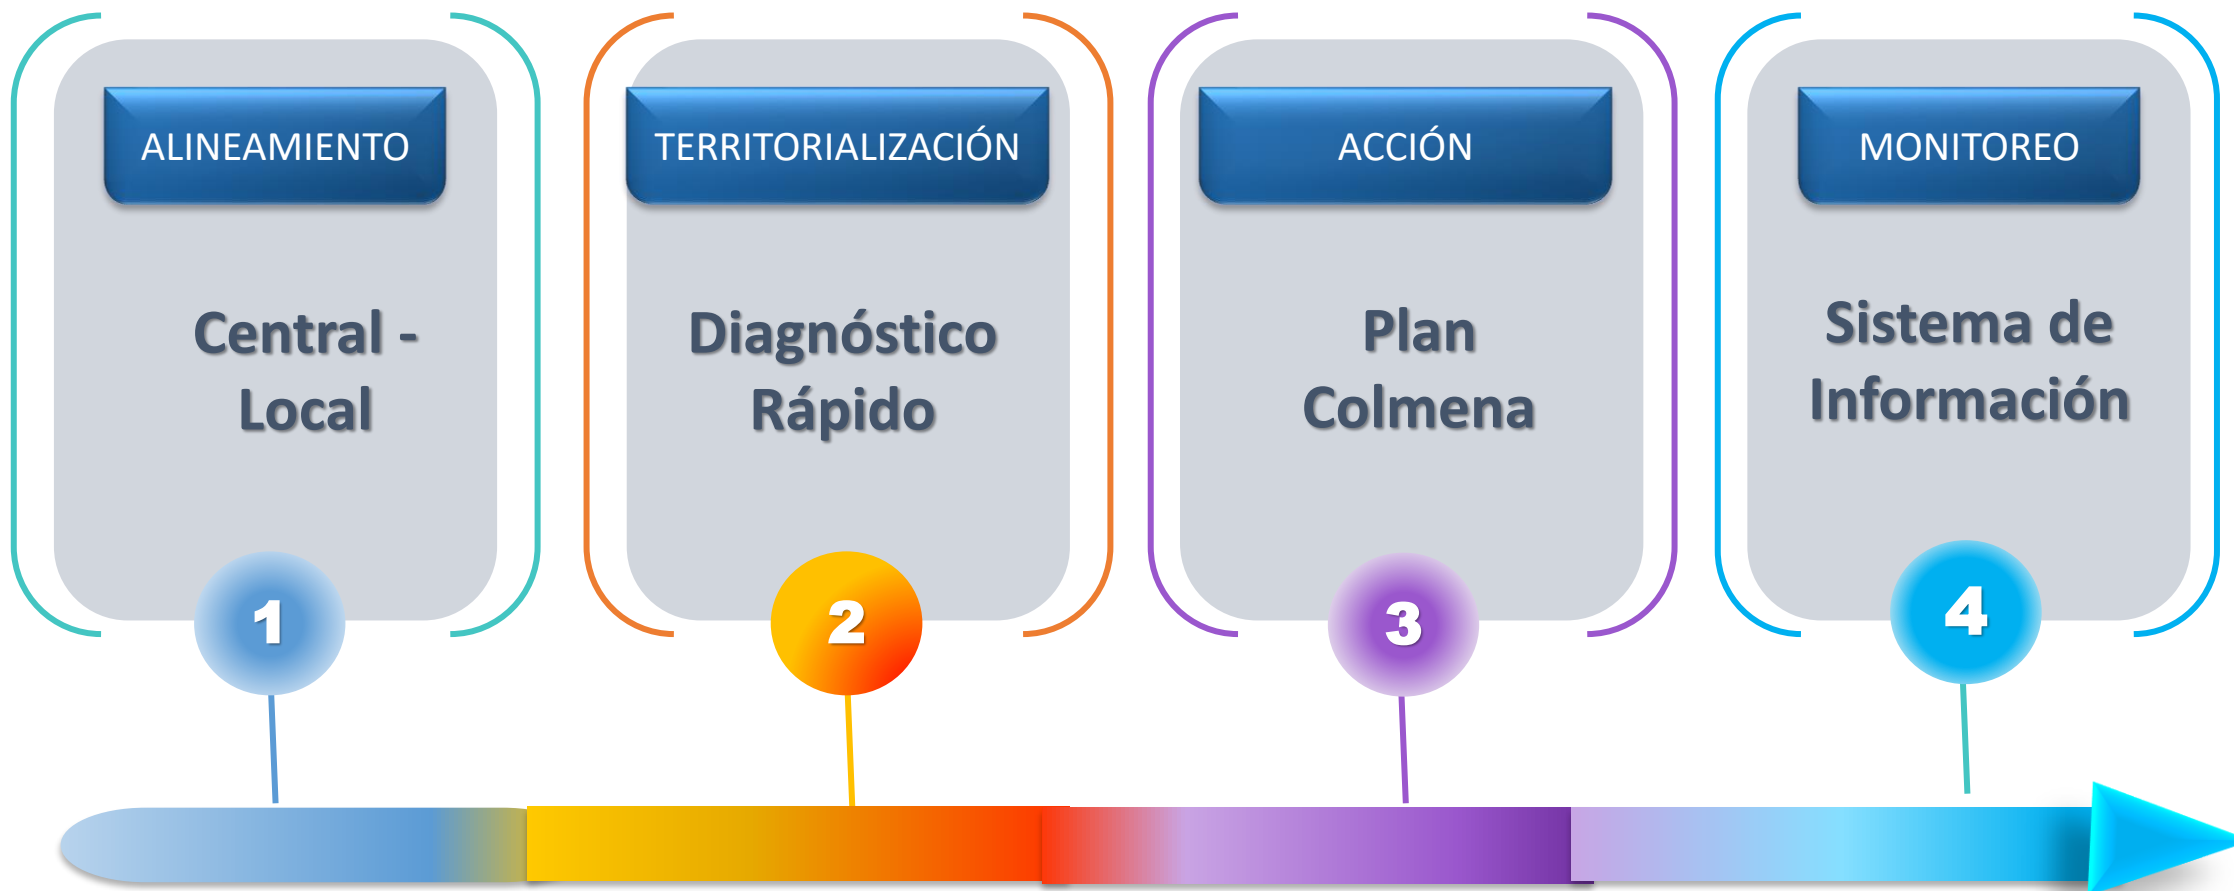 ALINEAMIENTO
Central -
Local
1
TERRITORIALIZACIÓN
Diagnóstico
Rápido
2
ACCIÓN
Plan
Colmena
3
MONITOREO
Sistema de
Información
4